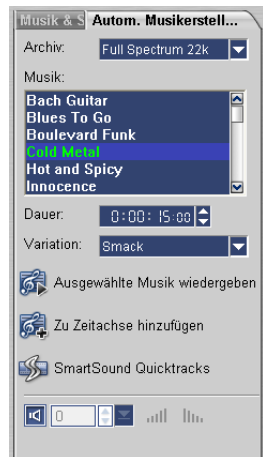 Musik & S Autom. Musikerstell...
Archiv: Full Spectrum 22k
Musik:
Bach Guitar
Blues To Go
Boulevard Funk
Cold Metal
Hot and Spicy
Innocence
Dauer: 0:00:15:00
Variation: Smack
Ausgewählte Musik wiedergeben
Zu Zeitachse hinzufügen
SmartSound Quicktracks
0